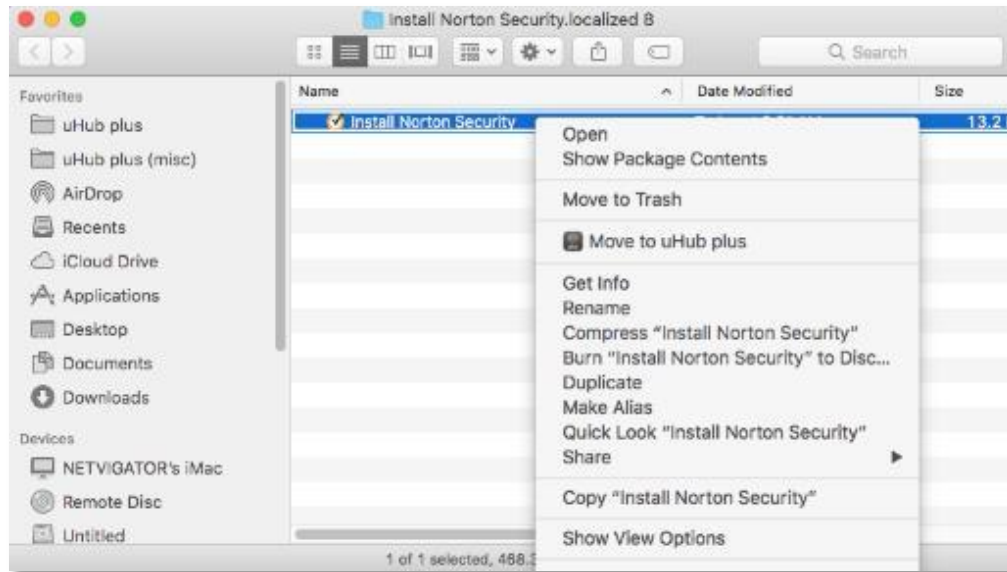 Install Norton Security.localized 8
Search
Favorites
uHub plus
uHub plus (misc)
AirDrop
Recents
iCloud Drive
Applications
Desktop
Documents
Downloads
Devices
NETVIGATOR's iMac
Remote Disc
Untitled
Name Date Modified Size
Install Norton Security 13.2
Open
Show Package Contents
Move to Trash
Move to uHub plus
Get Info
Rename
Compress “Install Norton Security”
Burn “Install Norton Security” to Disc...
Duplicate
Make Alias
Quick Look “Install Norton Security”
Share
Copy “Install Norton Security”
Show View Options
1 of 1 selected,